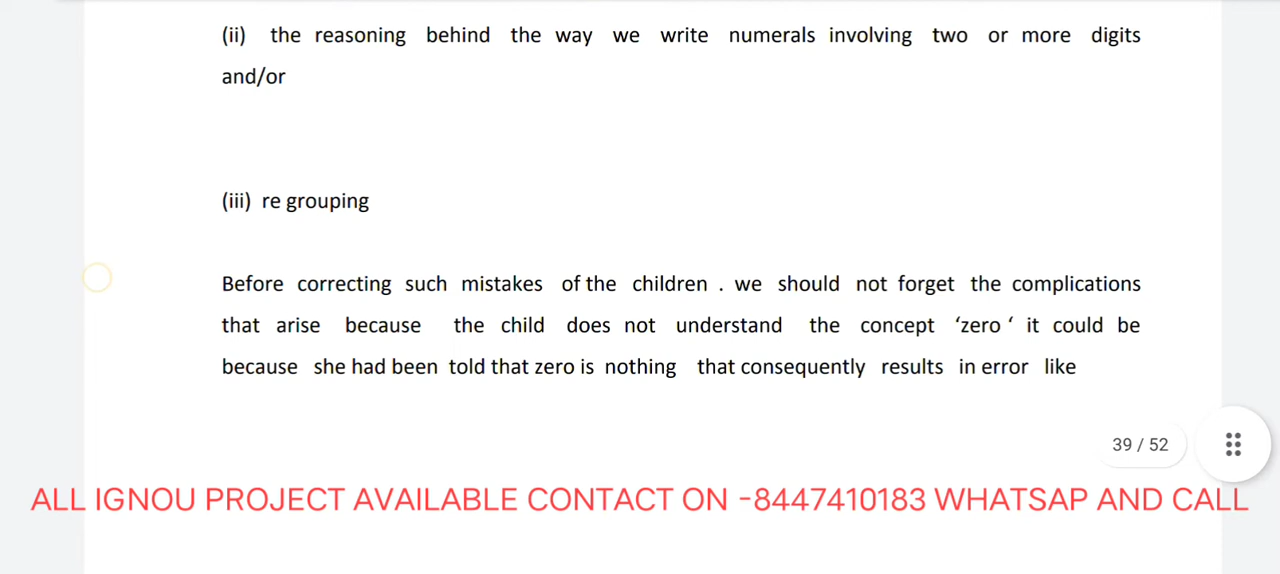 (ii) the reasoning behind the way we write numerals involving two or more digits
and/or
(iii) re grouping
Before correcting such mistakes of the children . we should not forget the complications
that arise because the child does not understand the concept ‘zero ‘ it could be
because she had been told that zero is nothing that consequently results in error like
39 / 52
ALL IGNOU PROJECT AVAILABLE CONTACT ON -8447410183 WHATSAP AND CALL